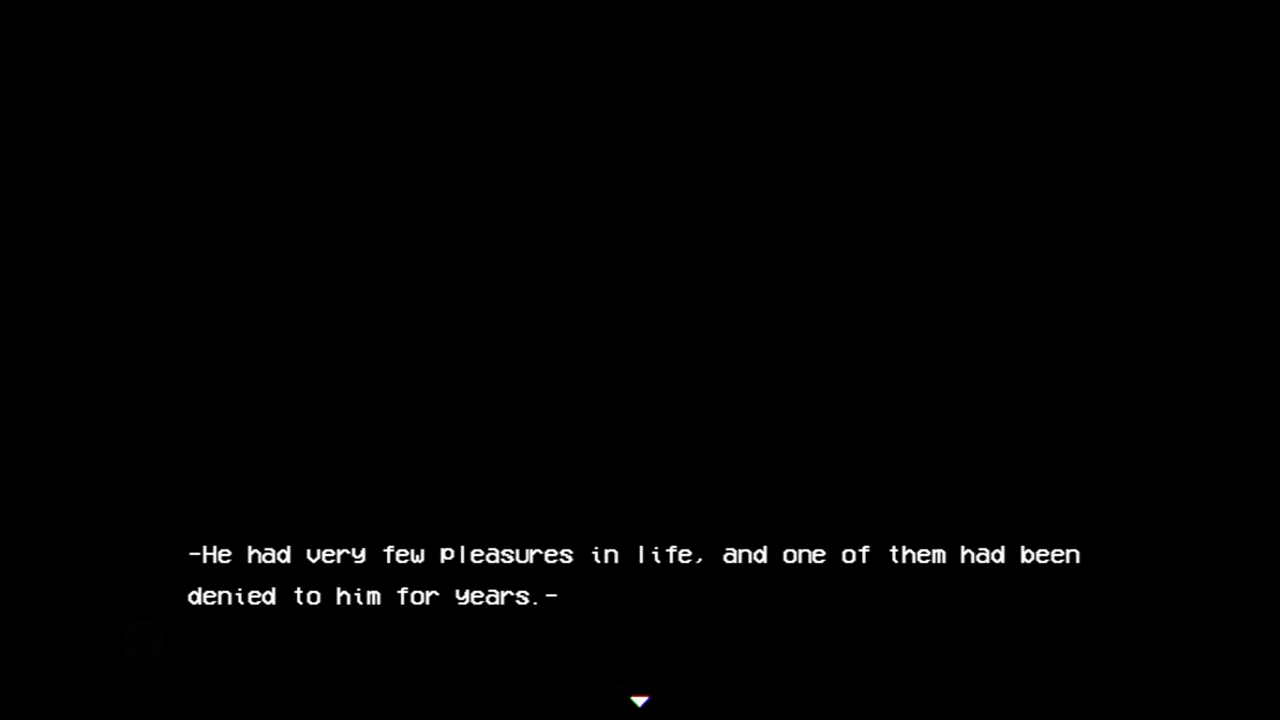 -He had very few pleasures in life, and one of them had been
denied to him for years.-